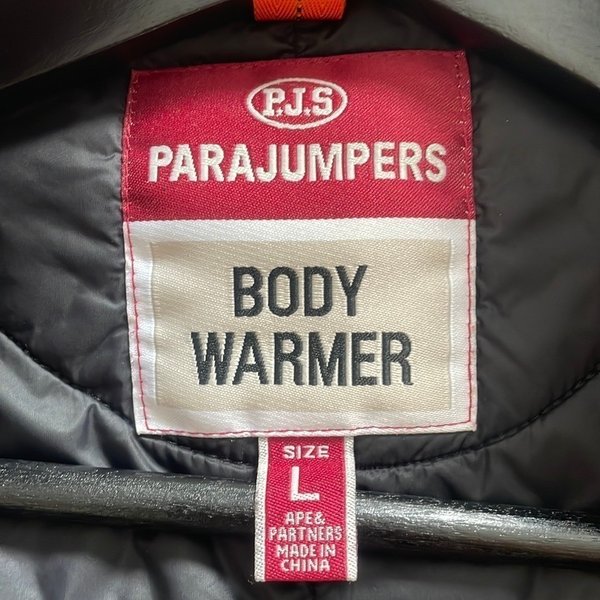 P.J.S
PARAJUMPERS
BODY
WARMER
SIZE
L
APE&
PARTNERS
MADE IN
CHINA